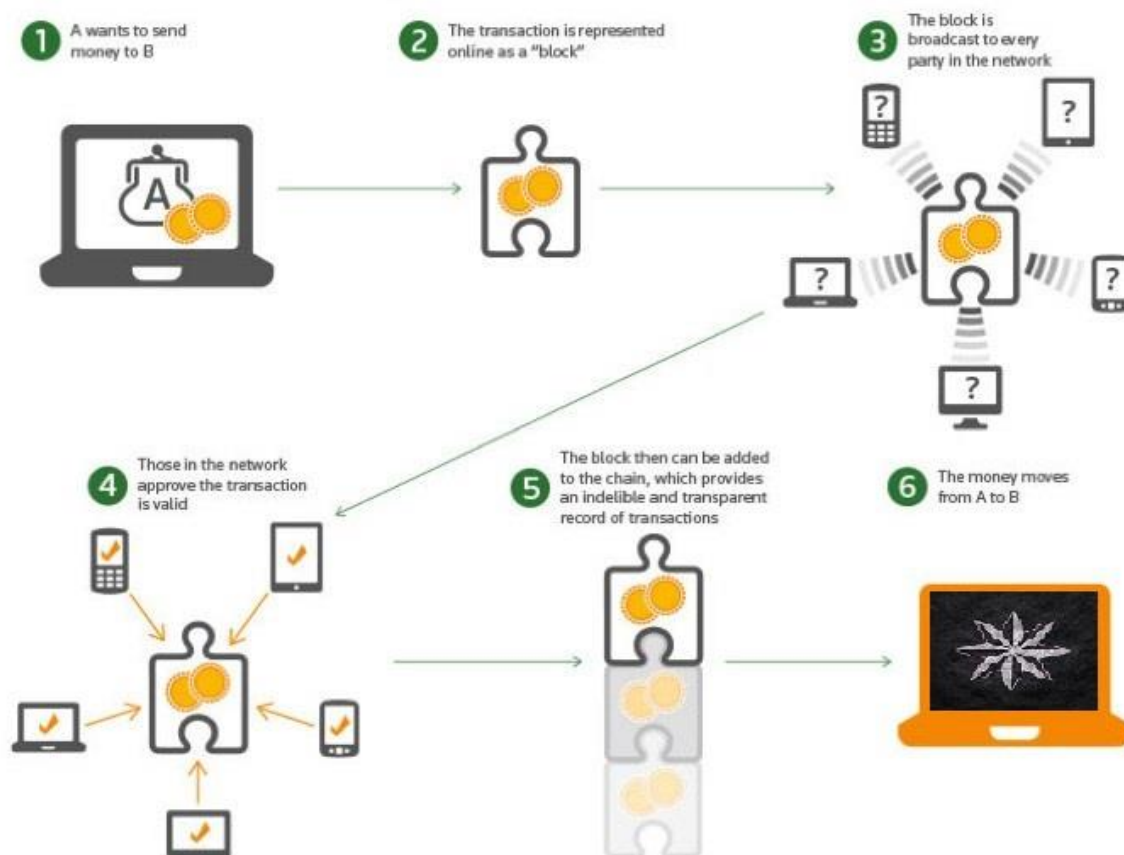 1
A wants to send
money to B
2
The transaction is represented
online as a “block”
3
The block is
broadcast to every
party in the network
A
?
?
?
?
?
4
Those in the network
approve the transaction
is valid
5
The block then can be added
to the chain, which provides
an indelible and transparent
record of transactions
6
The money moves
from A to B